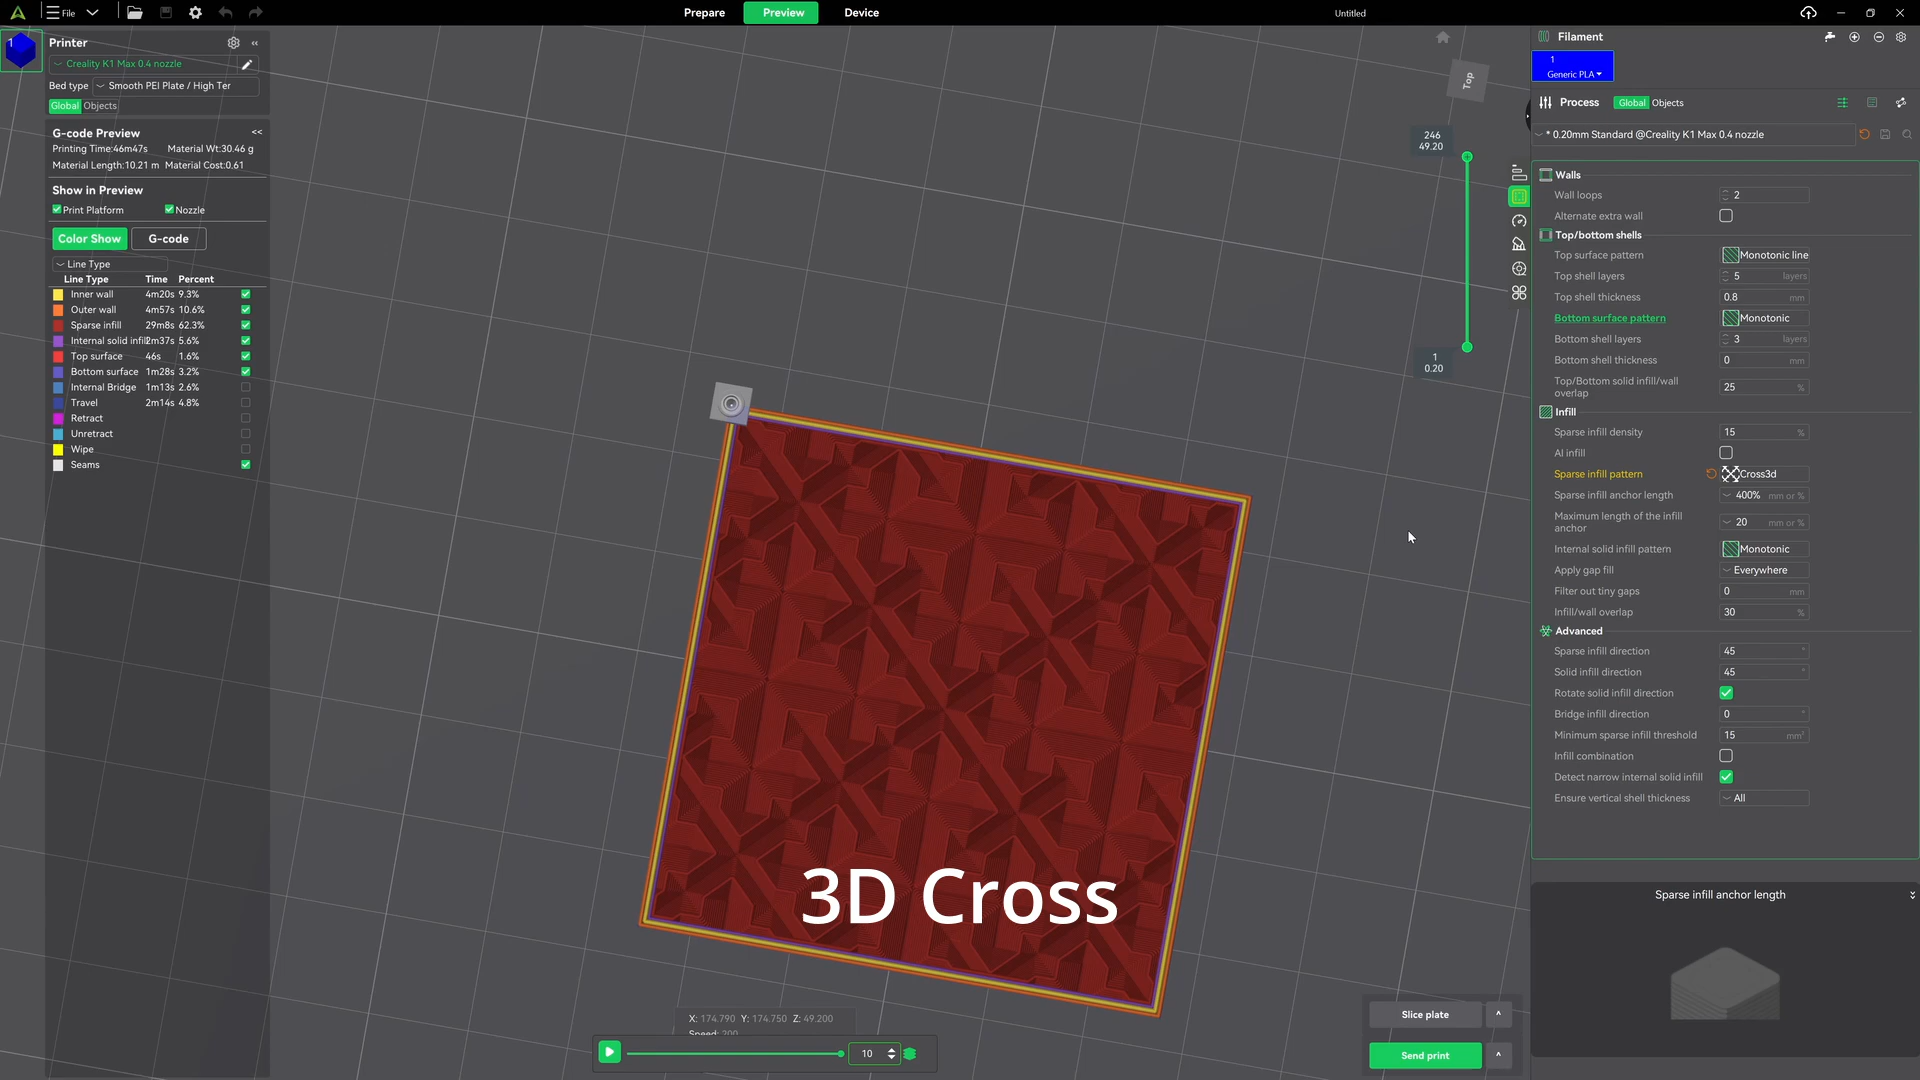 File
Prepare
Preview
Device
Untitled
1
Printer
Creality K1 Max 0.4 nozzle
Bed type
Smooth PEI Plate / High Ter
Global Objects
G-code Preview
<<
Printing Time:46m47s Material Wt:30.46 g
Material Length:10.21 m Material Cost:0.61
Show in Preview
Print Platform Nozzle
Color Show G-code
Line Type
Line Type Time Percent
Inner wall 4m20s 9.3%
Outer wall 4m57s 10.6%
Sparse infill 29m8s 62.3%
Internal solid infill 2m37s 5.6%
Top surface 46s 1.6%
Bottom surface 1m28s 3.2%
Internal Bridge 1m13s 2.6%
Travel 2m14s 4.8%
Retract
Unretract
Wipe
Seams
Top
246
49.20
1
0.20
3D Cross
X: 174.790 Y: 174.750 Z: 49.200
Speed: 200
10
Slice plate
Send print
Filament
1
Generic PLA
Process Global Objects
* 0.20mm Standard @Creality K1 Max 0.4 nozzle
Walls
Wall loops 2
Alternate extra wall
Top/bottom shells
Top surface pattern Monotonic line
Top shell layers 5 layers
Top shell thickness 0.8 mm
Bottom surface pattern Monotonic
Bottom shell layers 3 layers
Bottom shell thickness 0 mm
Top/Bottom solid infill/wall
overlap 25 %
Infill
Sparse infill density 15 %
AI infill
Sparse infill pattern Cross3d
Sparse infill anchor length 400% mm or %
Maximum length of the infill
anchor 20 mm or %
Internal solid infill pattern Monotonic
Apply gap fill Everywhere
Filter out tiny gaps 0 mm
Infill/wall overlap 30 %
Advanced
Sparse infill direction 45 °
Solid infill direction 45 °
Rotate solid infill direction
Bridge infill direction 0 °
Minimum sparse infill threshold 15 mm²
Infill combination
Detect narrow internal solid infill
Ensure vertical shell thickness All
Sparse infill anchor length